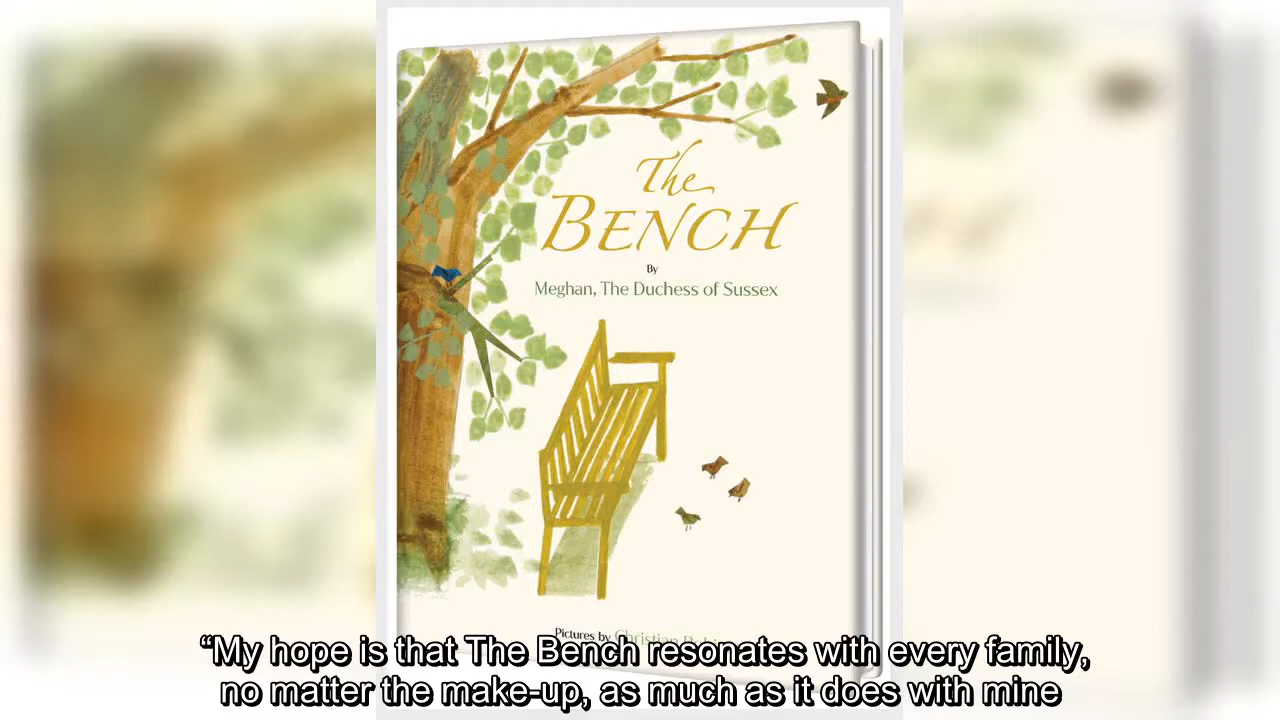 The
BENCH
By
Meghan, The Duchess of Sussex
Pictures by Christian
“My hope is that The Bench resonates with every family,
no matter the make-up, as much as it does with mine